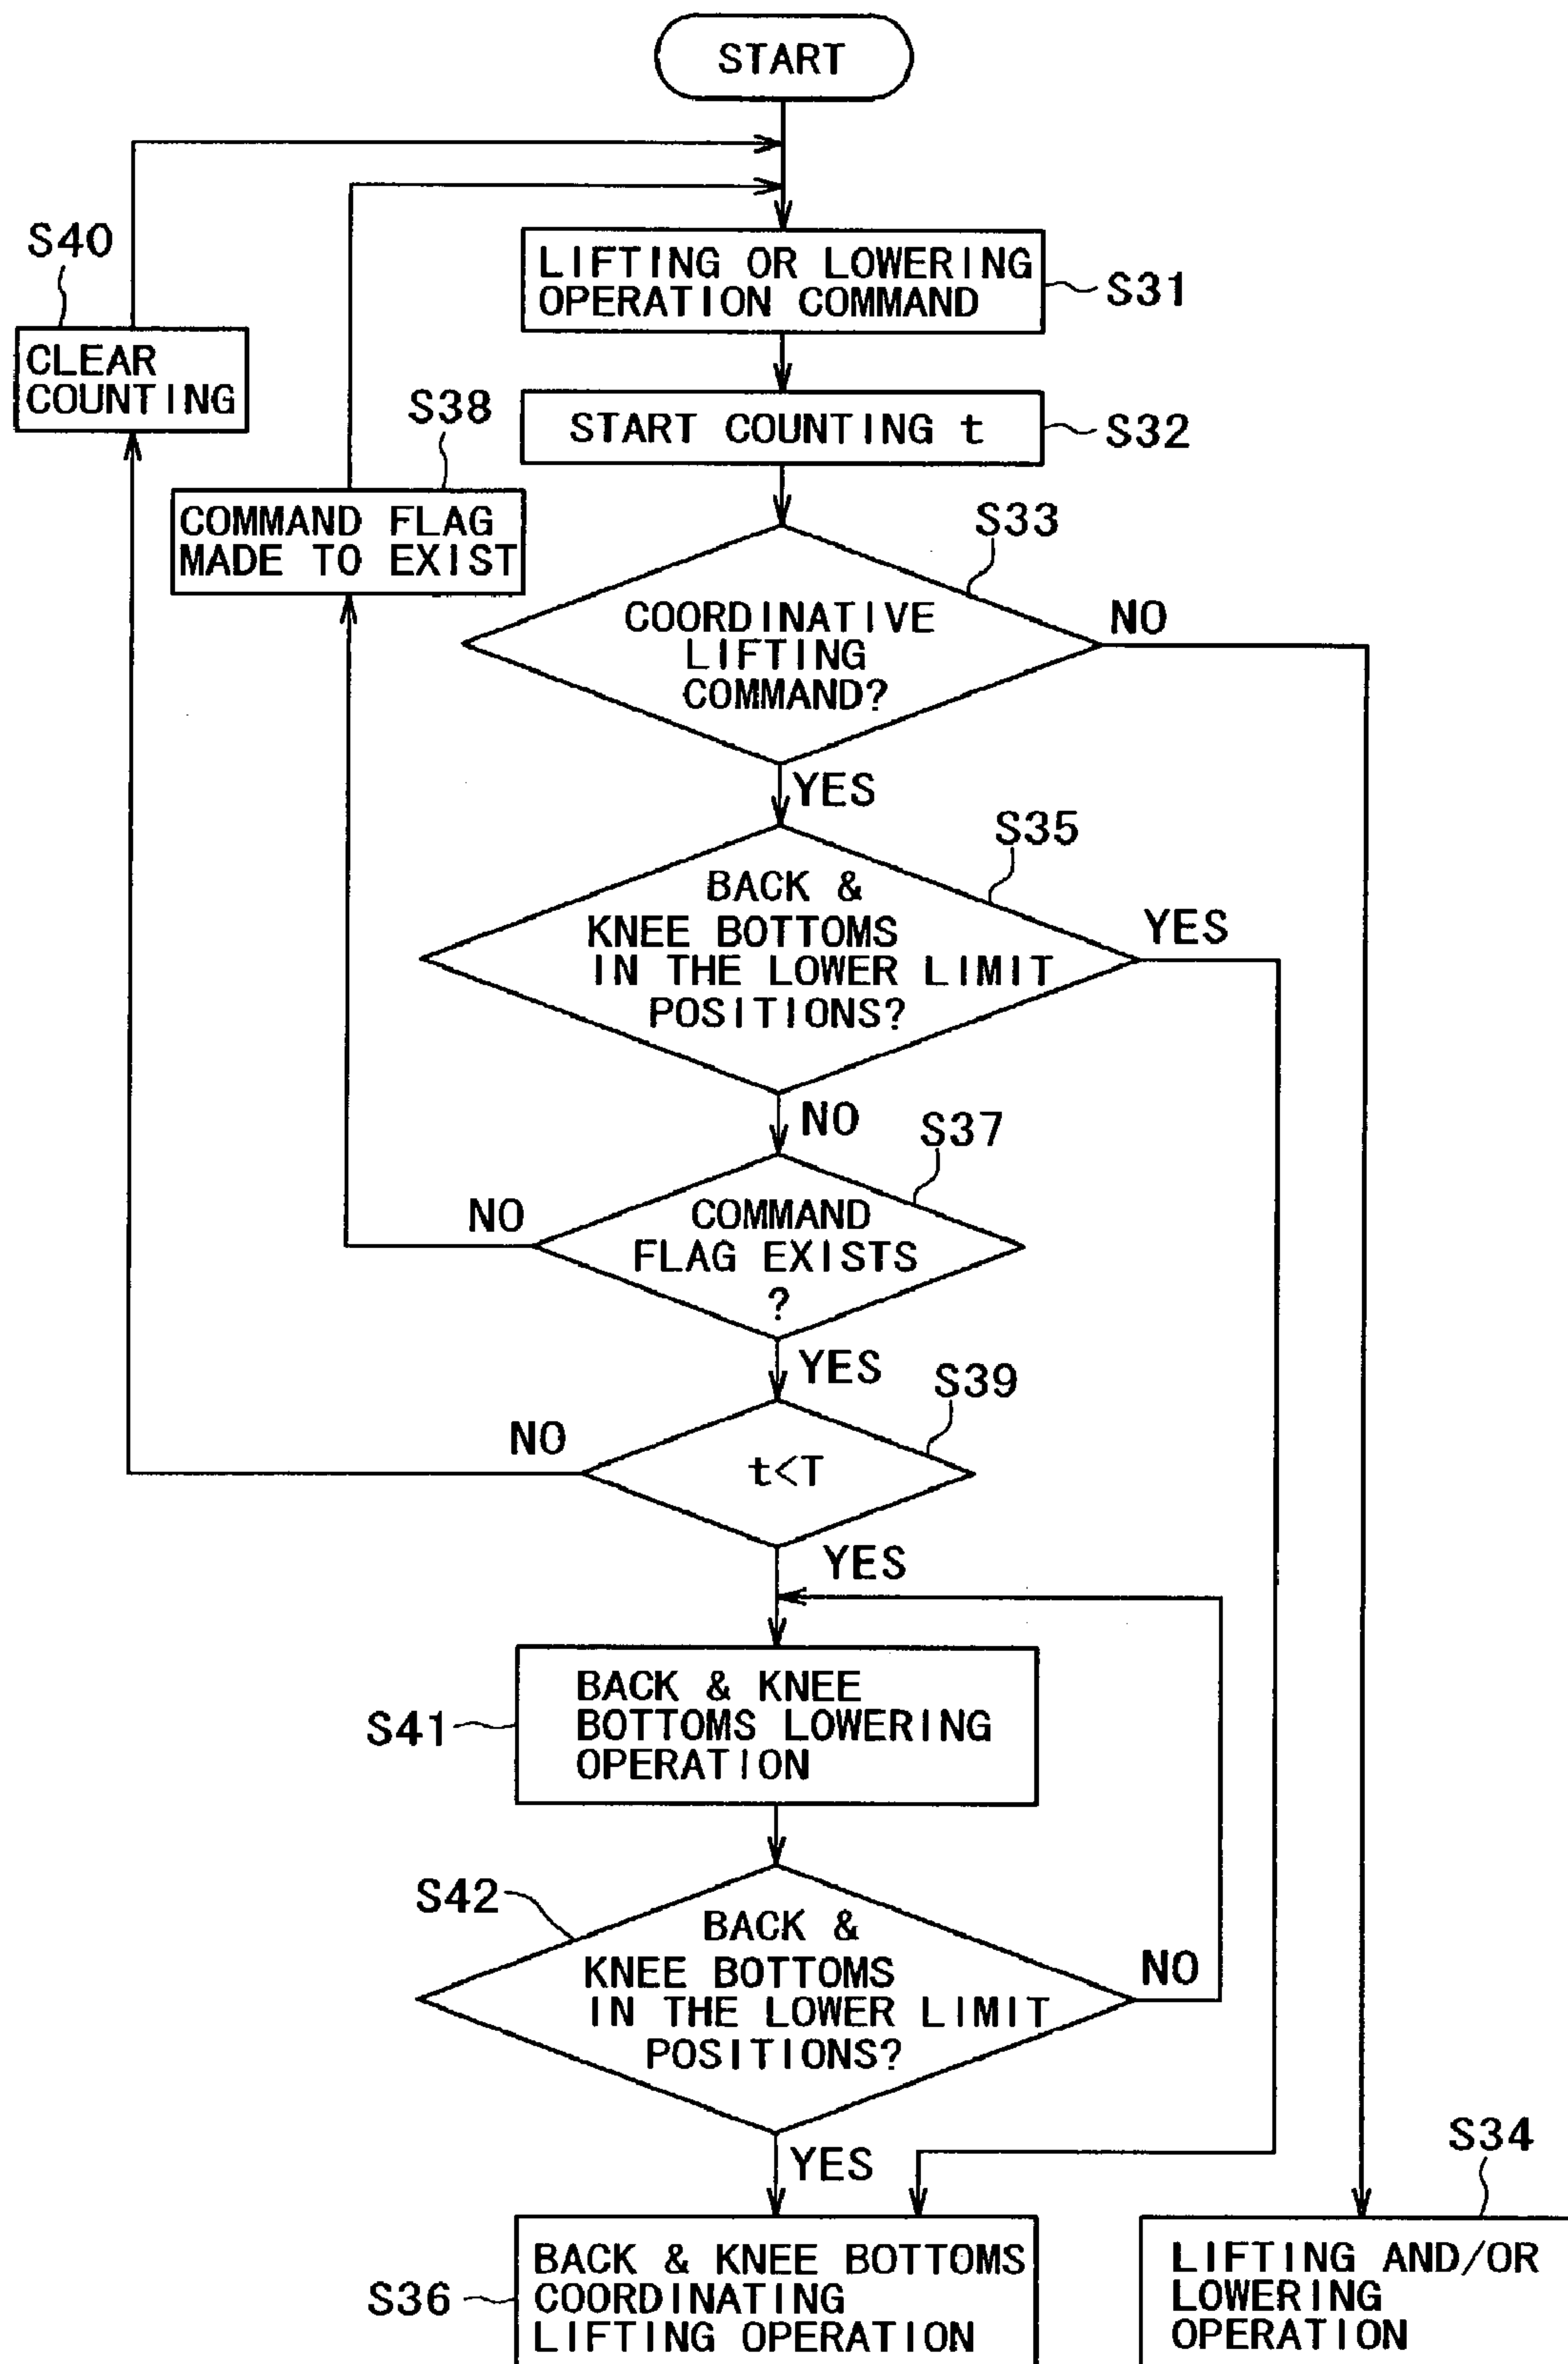 START
S40
LIFTING OR LOWERING
OPERATION COMMAND
S31
CLEAR
COUNTING
S38
START COUNTING t
S32
COMMAND FLAG
MADE TO EXIST
S33
COORDINATIVE
LIFTING
COMMAND?
NO
YES
S35
BACK &
KNEE BOTTOMS
IN THE LOWER LIMIT
POSITIONS?
YES
NO
S37
COMMAND
FLAG EXISTS
?
NO
YES
S39
t<T
NO
YES
S41
BACK & KNEE
BOTTOMS LOWERING
OPERATION
S42
BACK &
KNEE BOTTOMS
IN THE LOWER LIMIT
POSITIONS?
NO
YES
S34
S36
BACK & KNEE BOTTOMS
COORDINATING
LIFTING OPERATION
LIFTING AND/OR
LOWERING
OPERATION